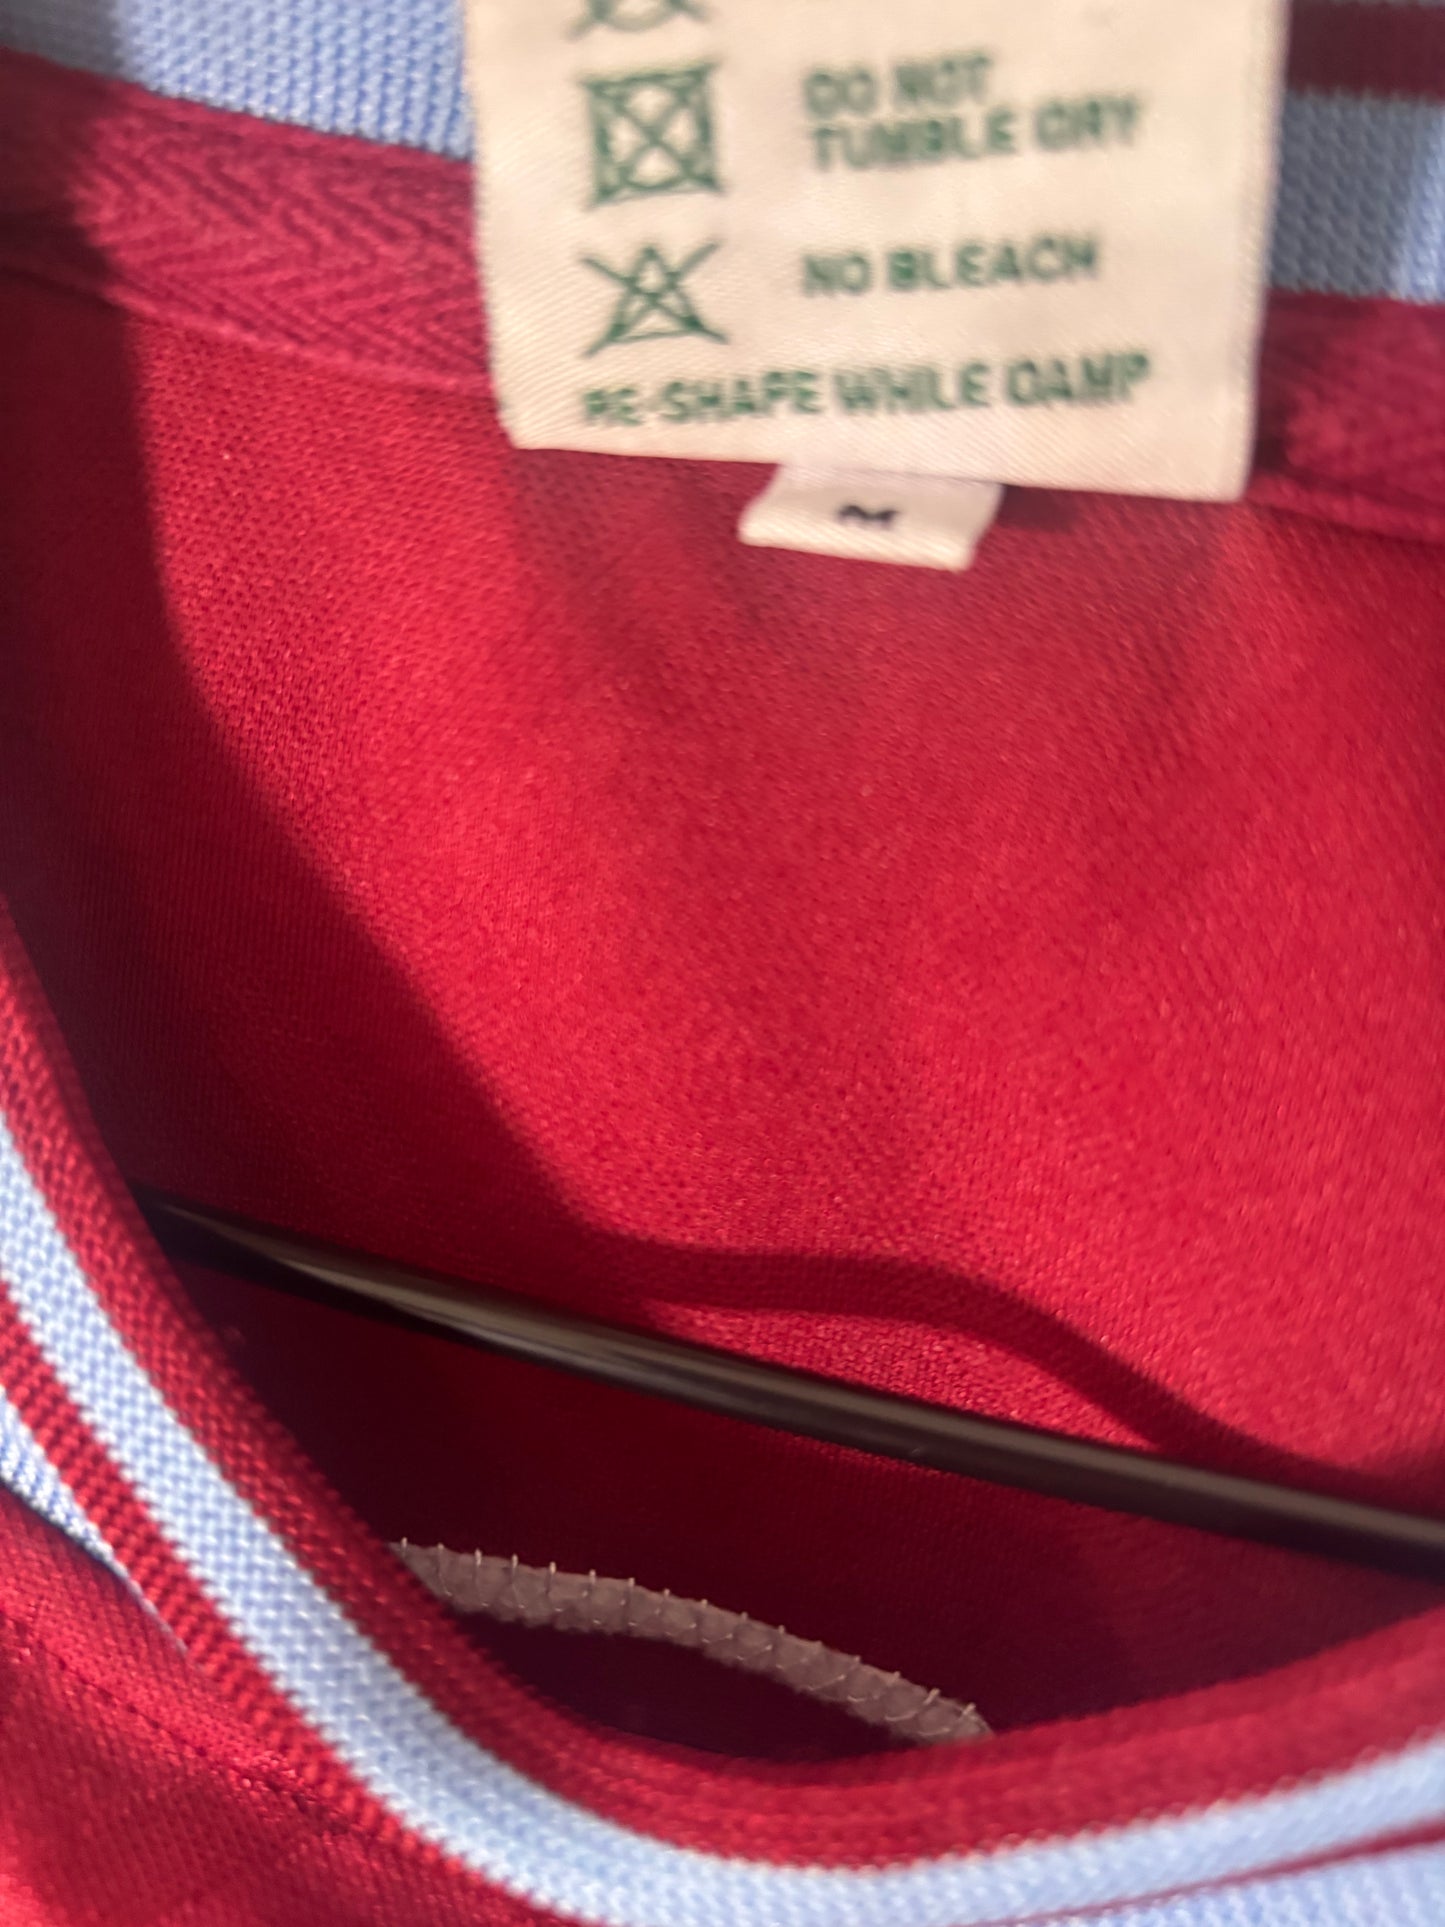 DO NOT
TUMBLE DRY
NO BLEACH
RE-SHAPE WHILE DAMP
M